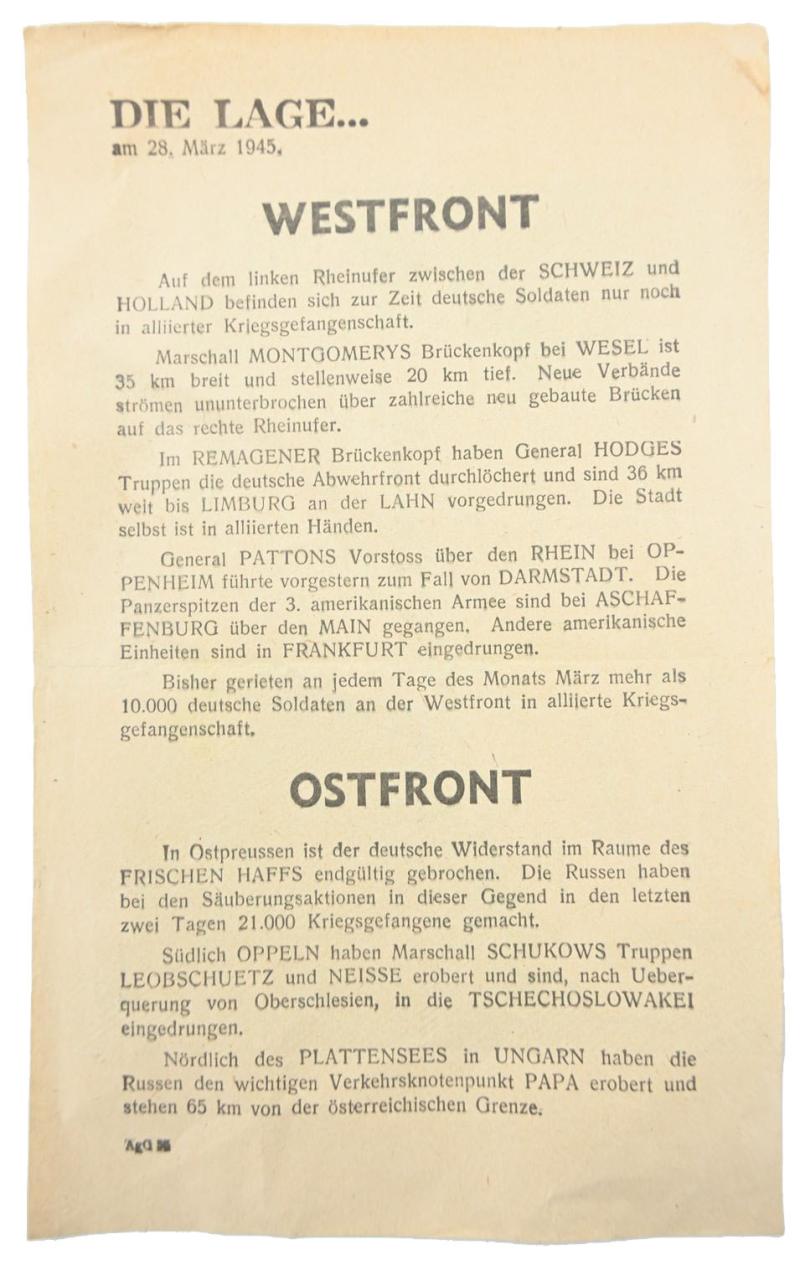 DIE LAGE...
am 28. März 1945.
WESTFRONT
Auf dem linken Rheinufer zwischen der SCHWEIZ und
HOLLAND befinden sich zur Zeit deutsche Soldaten nur noch
in alliierter Kriegsgefangenschaft.
Marschall MONTGOMERYS Brückenkopf bei WESEL ist
35 km breit und stellenweise 20 km tief. Neue Verbände
strömen ununterbrochen über zahlreiche neu gebaute Brücken
auf das rechte Rheinufer.
Im REMAGENER Brückenkopf haben General HODGES
Truppen die deutsche Abwehrfront durchlöchert und sind 36 km
weit bis LIMBURG an der LAHN vorgedrungen. Die Stadt
selbst ist in alliierten Händen.
General PATTONS Vorstoss über den RHEIN bei OP-
PENHEIM führte vorgestern zum Fall von DARMSTADT. Die
Panzerspitzen der 3. amerikanischen Armee sind bei ASCHAF-
FENBURG über den MAIN gegangen. Andere amerikanische
Einheiten sind in FRANKFURT eingedrungen.
Bisher gerieten an jedem Tage des Monats März mehr als
10.000 deutsche Soldaten an der Westfront in alliierte Kriegs-
gefangenschaft.
OSTFRONT
In Ostpreussen ist der deutsche Widerstand im Raume des
FRISCHEN HAFFS endgültig gebrochen. Die Russen haben
bei den Säuberungsaktionen in dieser Gegend in den letzten
zwei Tagen 21.000 Kriegsgefangene gemacht.
Südlich OPPELN haben Marschall SCHUKOWS Truppen
LEOBSCHUETZ und NEISSE erobert und sind, nach Ueber-
querung von Oberschlesien, in die TSCHECHOSLOWAKEI
eingedrungen.
Nördlich des PLATTENSEES in UNGARN haben die
Russen den wichtigen Verkehrsknotenpunkt PAPA erobert und
stehen 65 km von der österreichischen Grenze.
AgG